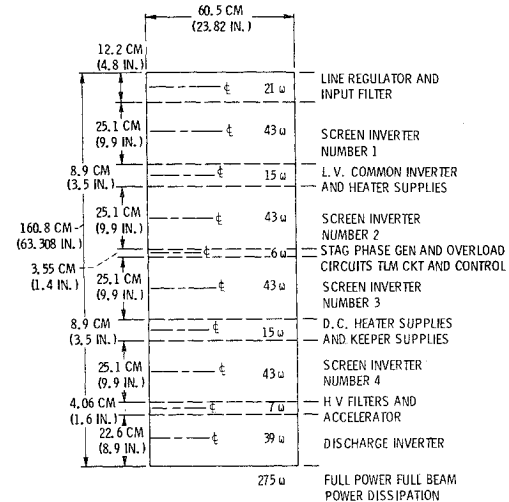 60.5 CM
(23.82 IN.)
12.2 CM
(4.8 IN.)
LINE REGULATOR AND
INPUT FILTER
℄ 21 ω
25.1 CM
(9.9 IN.)
℄ 43 ω
SCREEN INVERTER
NUMBER 1
8.9 CM
(3.5 IN.)
℄ 15 ω
L.V. COMMON INVERTER
AND HEATER SUPPLIES
25.1 CM
(9.9 IN.)
℄ 43 ω
SCREEN INVERTER
NUMBER 2
160.8 CM
(63.308 IN.)
3.55 CM
(1.4 IN.)
℄ 6 ω
STAG PHASE GEN AND OVERLOAD
CIRCUITS TLM CKT AND CONTROL
25.1 CM
(9.9 IN.)
℄ 43 ω
SCREEN INVERTER
NUMBER 3
8.9 CM
(3.5 IN.)
℄ 15 ω
D.C. HEATER SUPPLIES
AND KEEPER SUPPLIES
25.1 CM
(9.9 IN.)
℄ 43 ω
SCREEN INVERTER
NUMBER 4
4.06 CM
(1.6 IN.)
℄ 7 ω
H V FILTERS AND
ACCELERATOR
22.6 CM
(8.9 IN.)
℄ 39 ω
DISCHARGE INVERTER
275 ω
FULL POWER FULL BEAM
POWER DISSIPATION